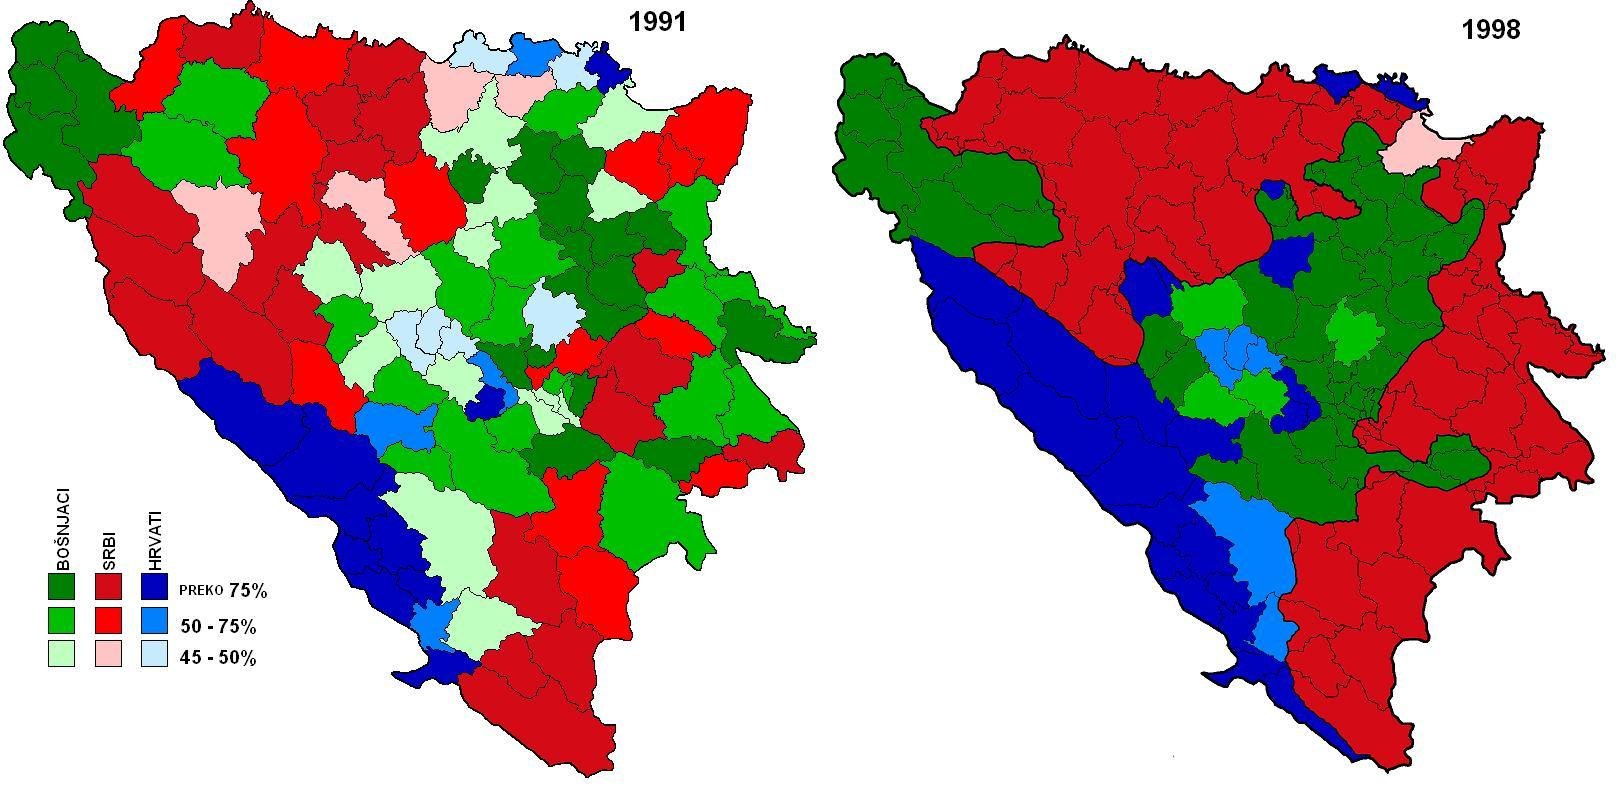 1991
1998
BOŠNJACI
SRBI
HRVATI
PREKO 75%
50 - 75%
45 - 50%